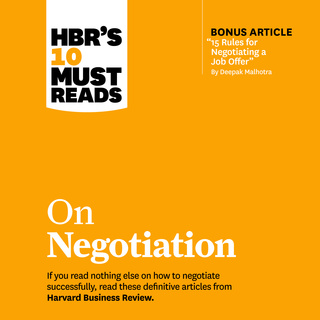 HBR'S
10
MUST
READS
BONUS ARTICLE
“15 Rules for
Negotiating a
Job Offer”
By Deepak Malhotra
On
Negotiation
If you read nothing else on how to negotiate
successfully, read these definitive articles from
Harvard Business Review.